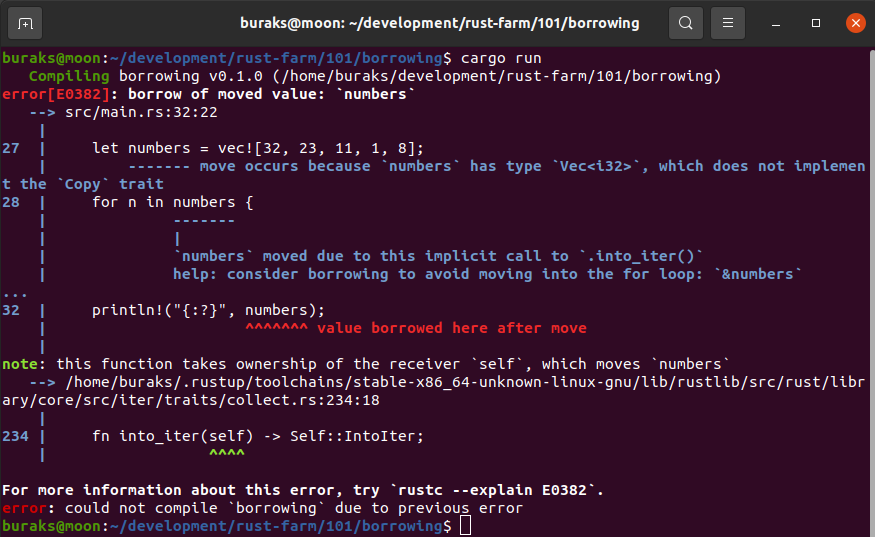 buraks@moon: ~/development/rust-farm/101/borrowing
buraks@moon:~/development/rust-farm/101/borrowing$ cargo run
   Compiling borrowing v0.1.0 (/home/buraks/development/rust-farm/101/borrowing)
error[E0382]: borrow of moved value: `numbers`
   --> src/main.rs:32:22
    |
27  |     let numbers = vec![32, 23, 11, 1, 8];
    |         ------- move occurs because `numbers` has type `Vec<i32>`, which does not implemen
t the `Copy` trait
28  |     for n in numbers {
    |              -------
    |              |
    |              `numbers` moved due to this implicit call to `.into_iter()`
    |              help: consider borrowing to avoid moving into the for loop: `&numbers`
...
32  |     println!("{:?}", numbers);
    |                      ^^^^^^^ value borrowed here after move
    |
note: this function takes ownership of the receiver `self`, which moves `numbers`
   --> /home/buraks/.rustup/toolchains/stable-x86_64-unknown-linux-gnu/lib/rustlib/src/rust/libr
ary/core/src/iter/traits/collect.rs:234:18
    |
234 |     fn into_iter(self) -> Self::IntoIter;
    |                  ^^^^
For more information about this error, try `rustc --explain E0382`.
error: could not compile `borrowing` due to previous error
buraks@moon:~/development/rust-farm/101/borrowing$